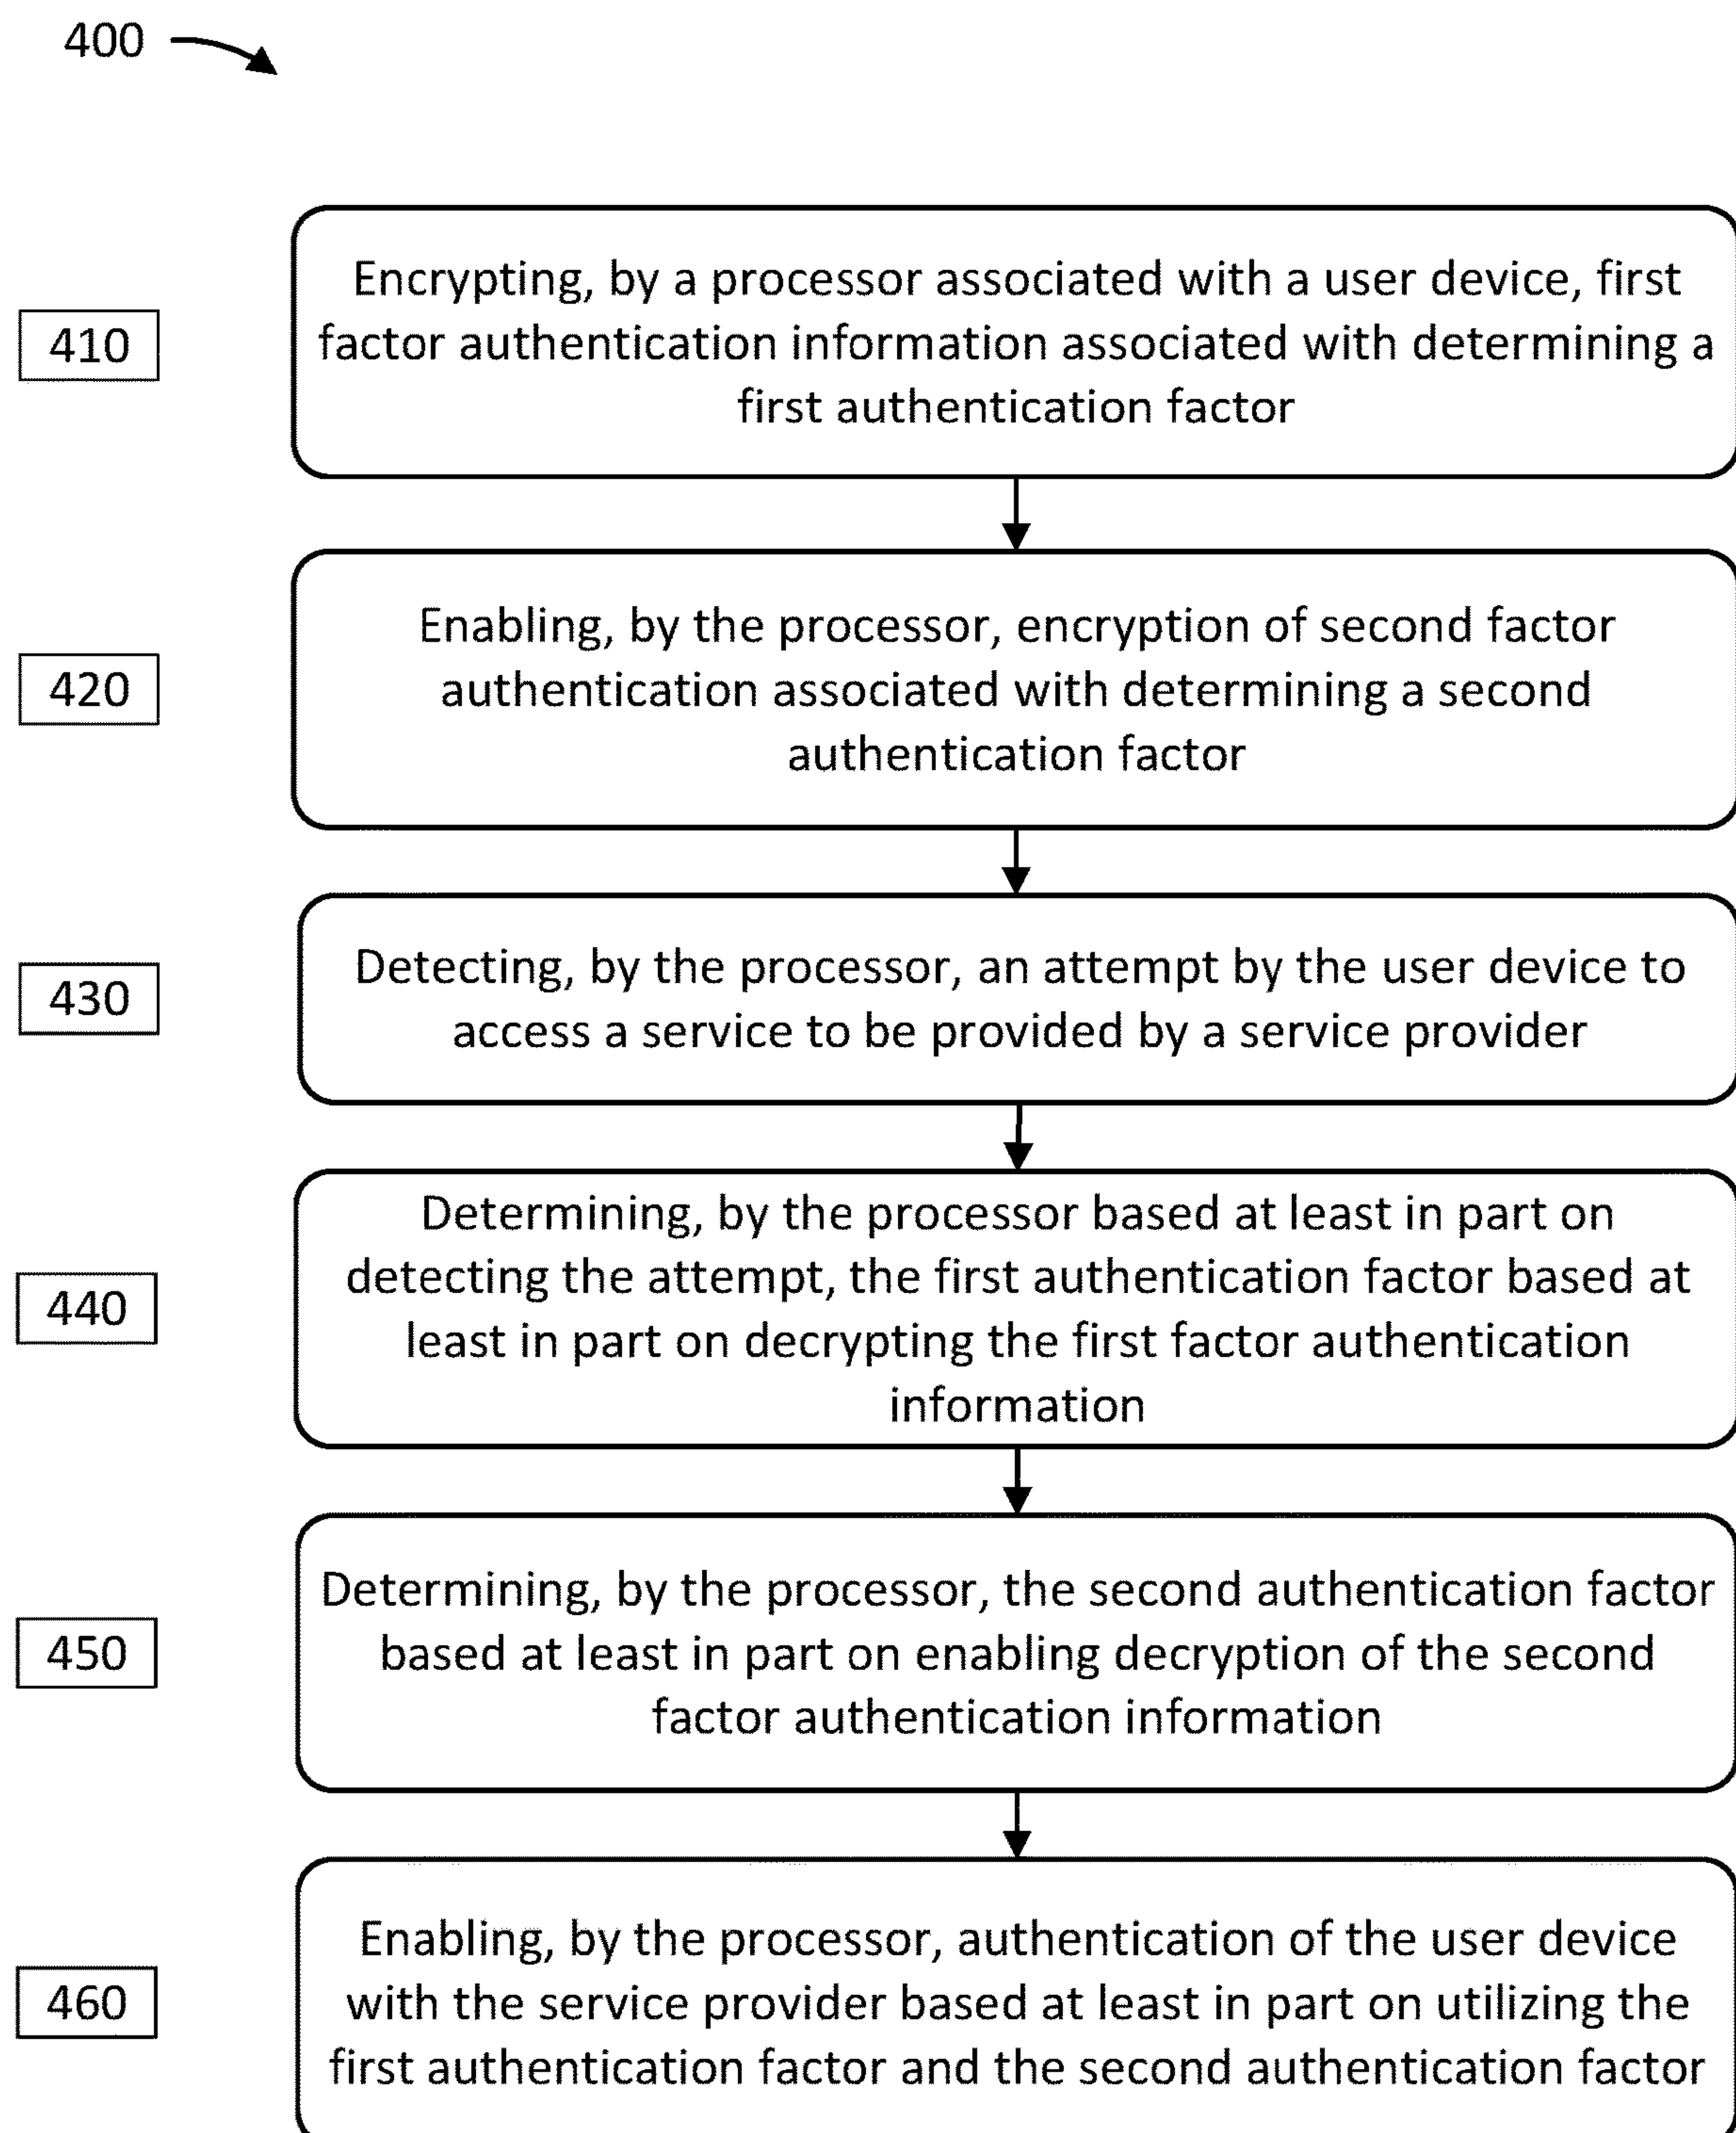 400
410
Encrypting, by a processor associated with a user device, first
factor authentication information associated with determining a
first authentication factor
420
Enabling, by the processor, encryption of second factor
authentication associated with determining a second
authentication factor
430
Detecting, by the processor, an attempt by the user device to
access a service to be provided by a service provider
440
Determining, by the processor based at least in part on
detecting the attempt, the first authentication factor based at
least in part on decrypting the first factor authentication
information
450
Determining, by the processor, the second authentication factor
based at least in part on enabling decryption of the second
factor authentication information
460
Enabling, by the processor, authentication of the user device
with the service provider based at least in part on utilizing the
first authentication factor and the second authentication factor